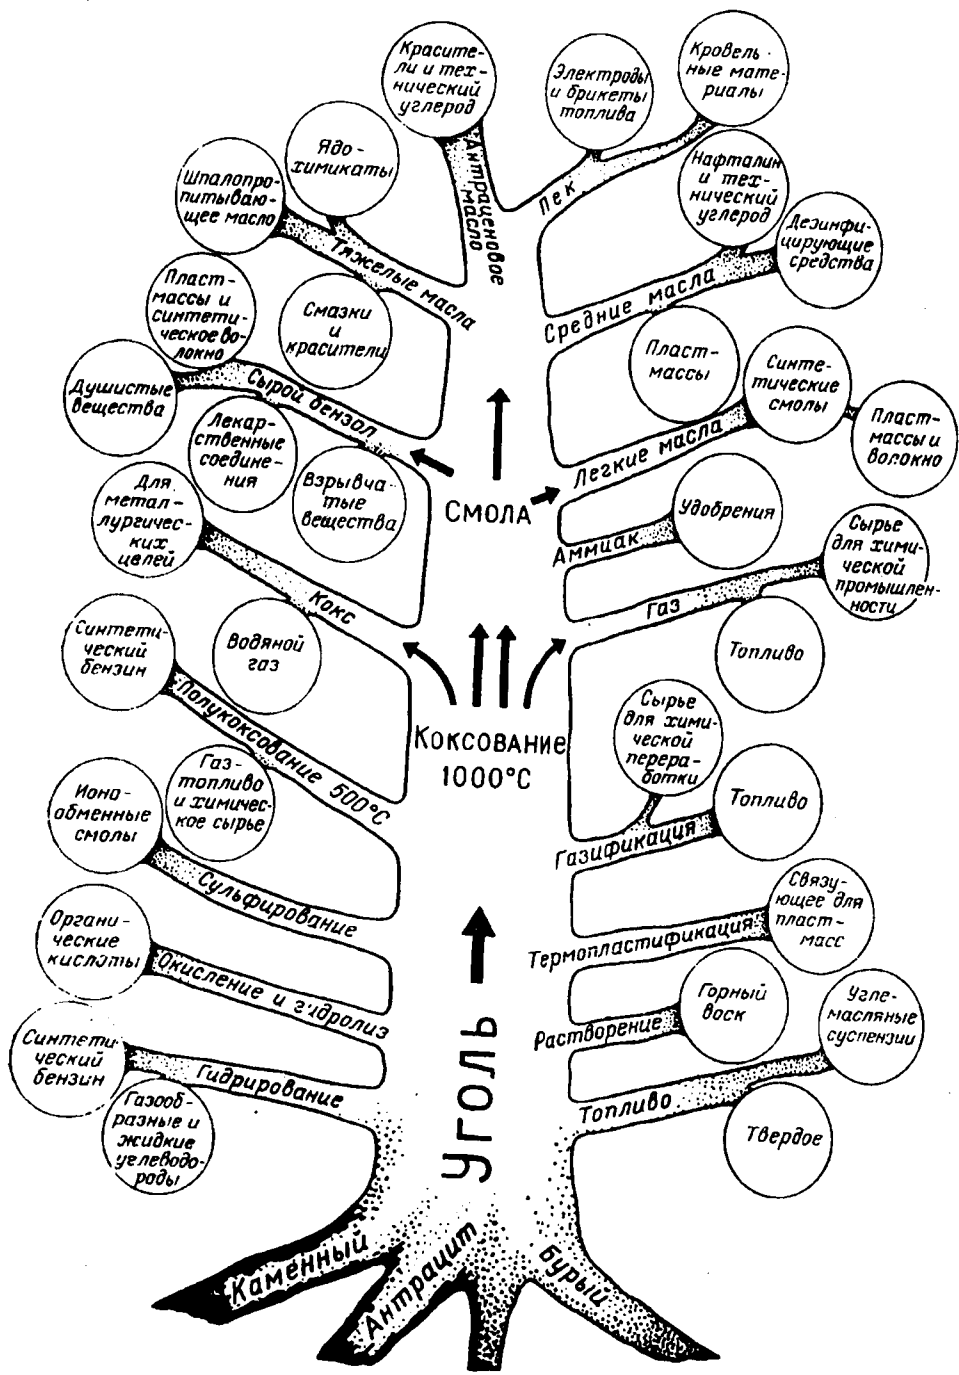 Красите-
ли и тех-
нический
углерод
Электроды
и брикеты
топлива
Кровель-
ные мате-
риалы
Ядо-
химикаты
Шпалопро-
питываю-
щее масло
Тяжелые масла
Антраценовое
масло
Пек
Нафталин
и тех-
нический
углерод
Дезинфи-
цирующие
средства
Средние масла
Пласт-
массы и
синтети-
ческое во-
локно
Смазки
и
красители
Душистые
вещества
Сырой бензол
Лекар-
ственные
соедине-
ния
Взрывча-
тые
вещества
Пласт-
массы
Синте-
тические
смолы
Пласт-
массы и
волокно
Легкие масла
СМОЛА
Для
метал-
лургичес-
ких
целей
Кокс
Водяной
газ
Аммиак
Удобрения
Сырье
для хими-
ческой
промышлен-
ности
Газ
Топливо
Синтети-
ческий
бензин
Полукоксование 500°С
Газ-
топливо
и химичес-
кое сырье
КОКСОВАНИЕ
1000°С
Сырье
для хими-
ческой
перера-
ботки
Топливо
Газификация
Ионо-
обменные
смолы
Сульфирование
Связу-
ющее для
пласт-
масс
Термопластификация
Органи-
ческие
кислоты
Окисление и гидролиз
Горный
воск
Растворение
Синтети-
ческий
бензин
Гидрирование
Газооб-
разные и
жидкие
углеводо-
роды
Угле-
масляные
суспензии
Топливо
Твердое
УГОЛЬ
Каменный
Антрацит
Бурый